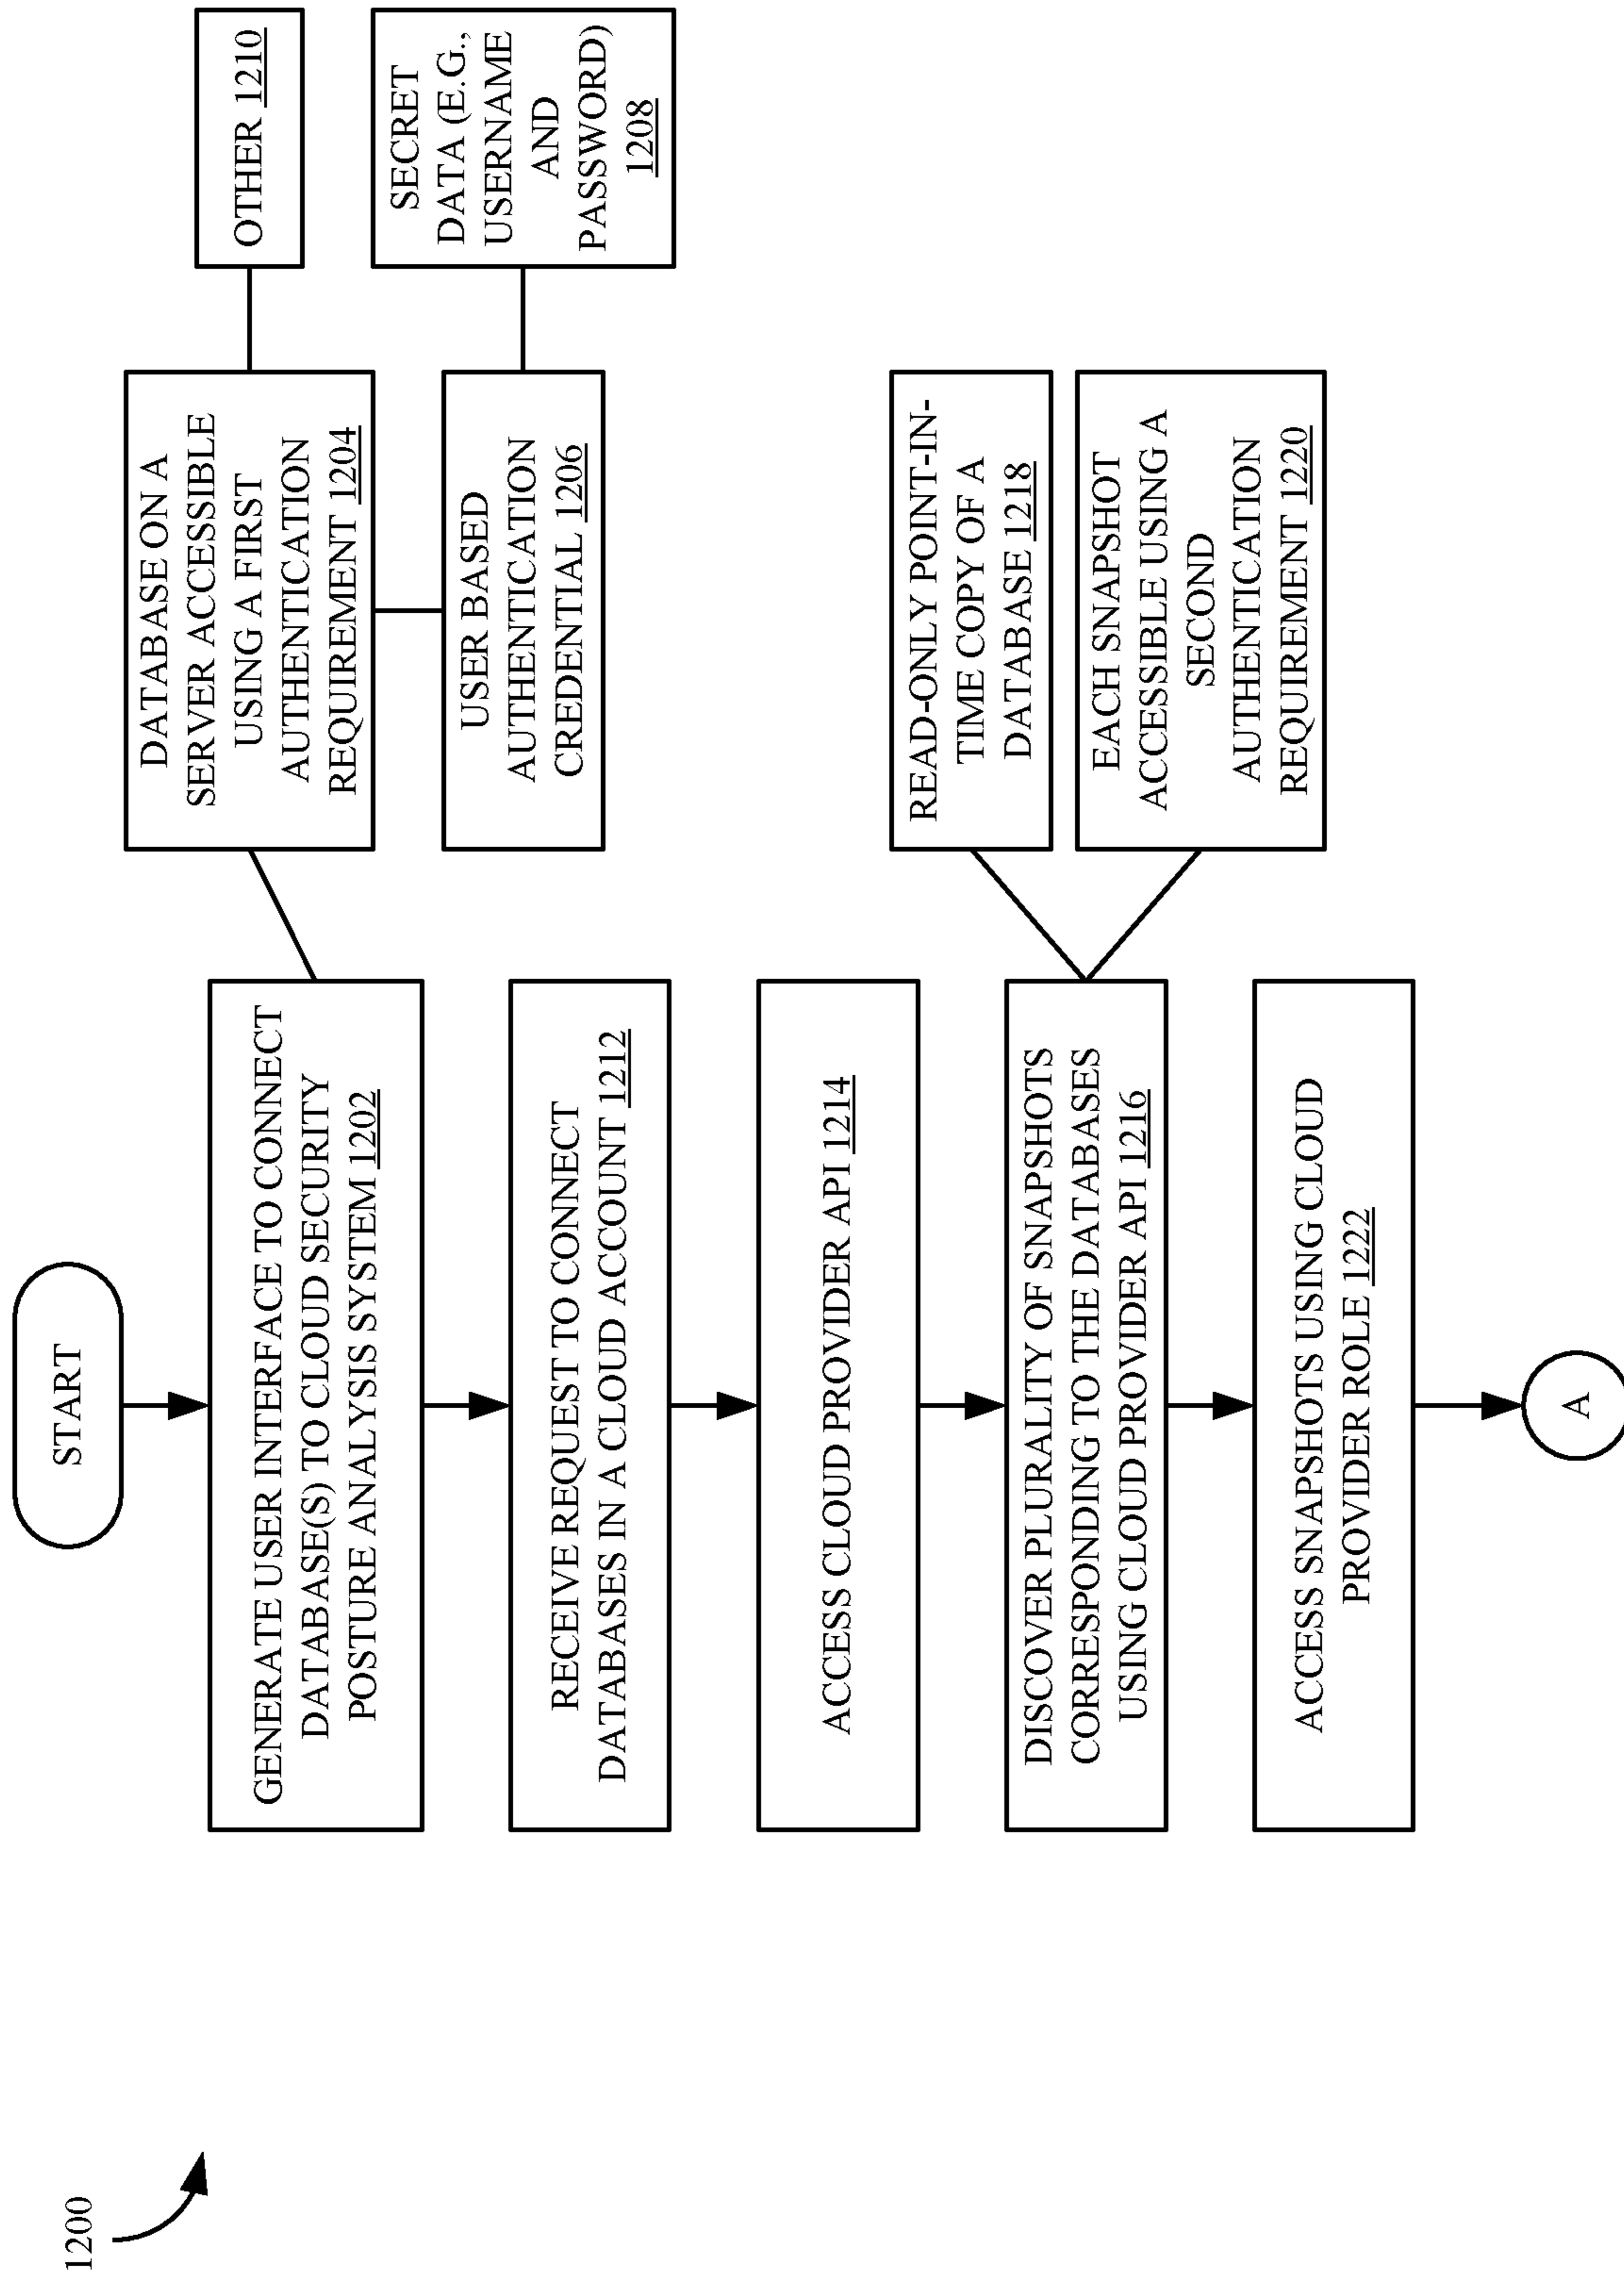 1200
START
GENERATE USER INTERFACE TO CONNECT
DATABASE(S) TO CLOUD SECURITY
POSTURE ANALYSIS SYSTEM 1202
DATABASE ON A
SERVER ACCESSIBLE
USING A FIRST
AUTHENTICATION
REQUIREMENT 1204
OTHER 1210
USER BASED
AUTHENTICATION
CREDENTIAL 1206
SECRET
DATA (E.G.,
USERNAME
AND
PASSWORD)
1208
RECEIVE REQUEST TO CONNECT
DATABASES IN A CLOUD ACCOUNT 1212
ACCESS CLOUD PROVIDER API 1214
DISCOVER PLURALITY OF SNAPSHOTS
CORRESPONDING TO THE DATABASES
USING CLOUD PROVIDER API 1216
READ-ONLY POINT-IN-
TIME COPY OF A
DATABASE 1218
EACH SNAPSHOT
ACCESSIBLE USING A
SECOND
AUTHENTICATION
REQUIREMENT 1220
ACCESS SNAPSHOTS USING CLOUD
PROVIDER ROLE 1222
A